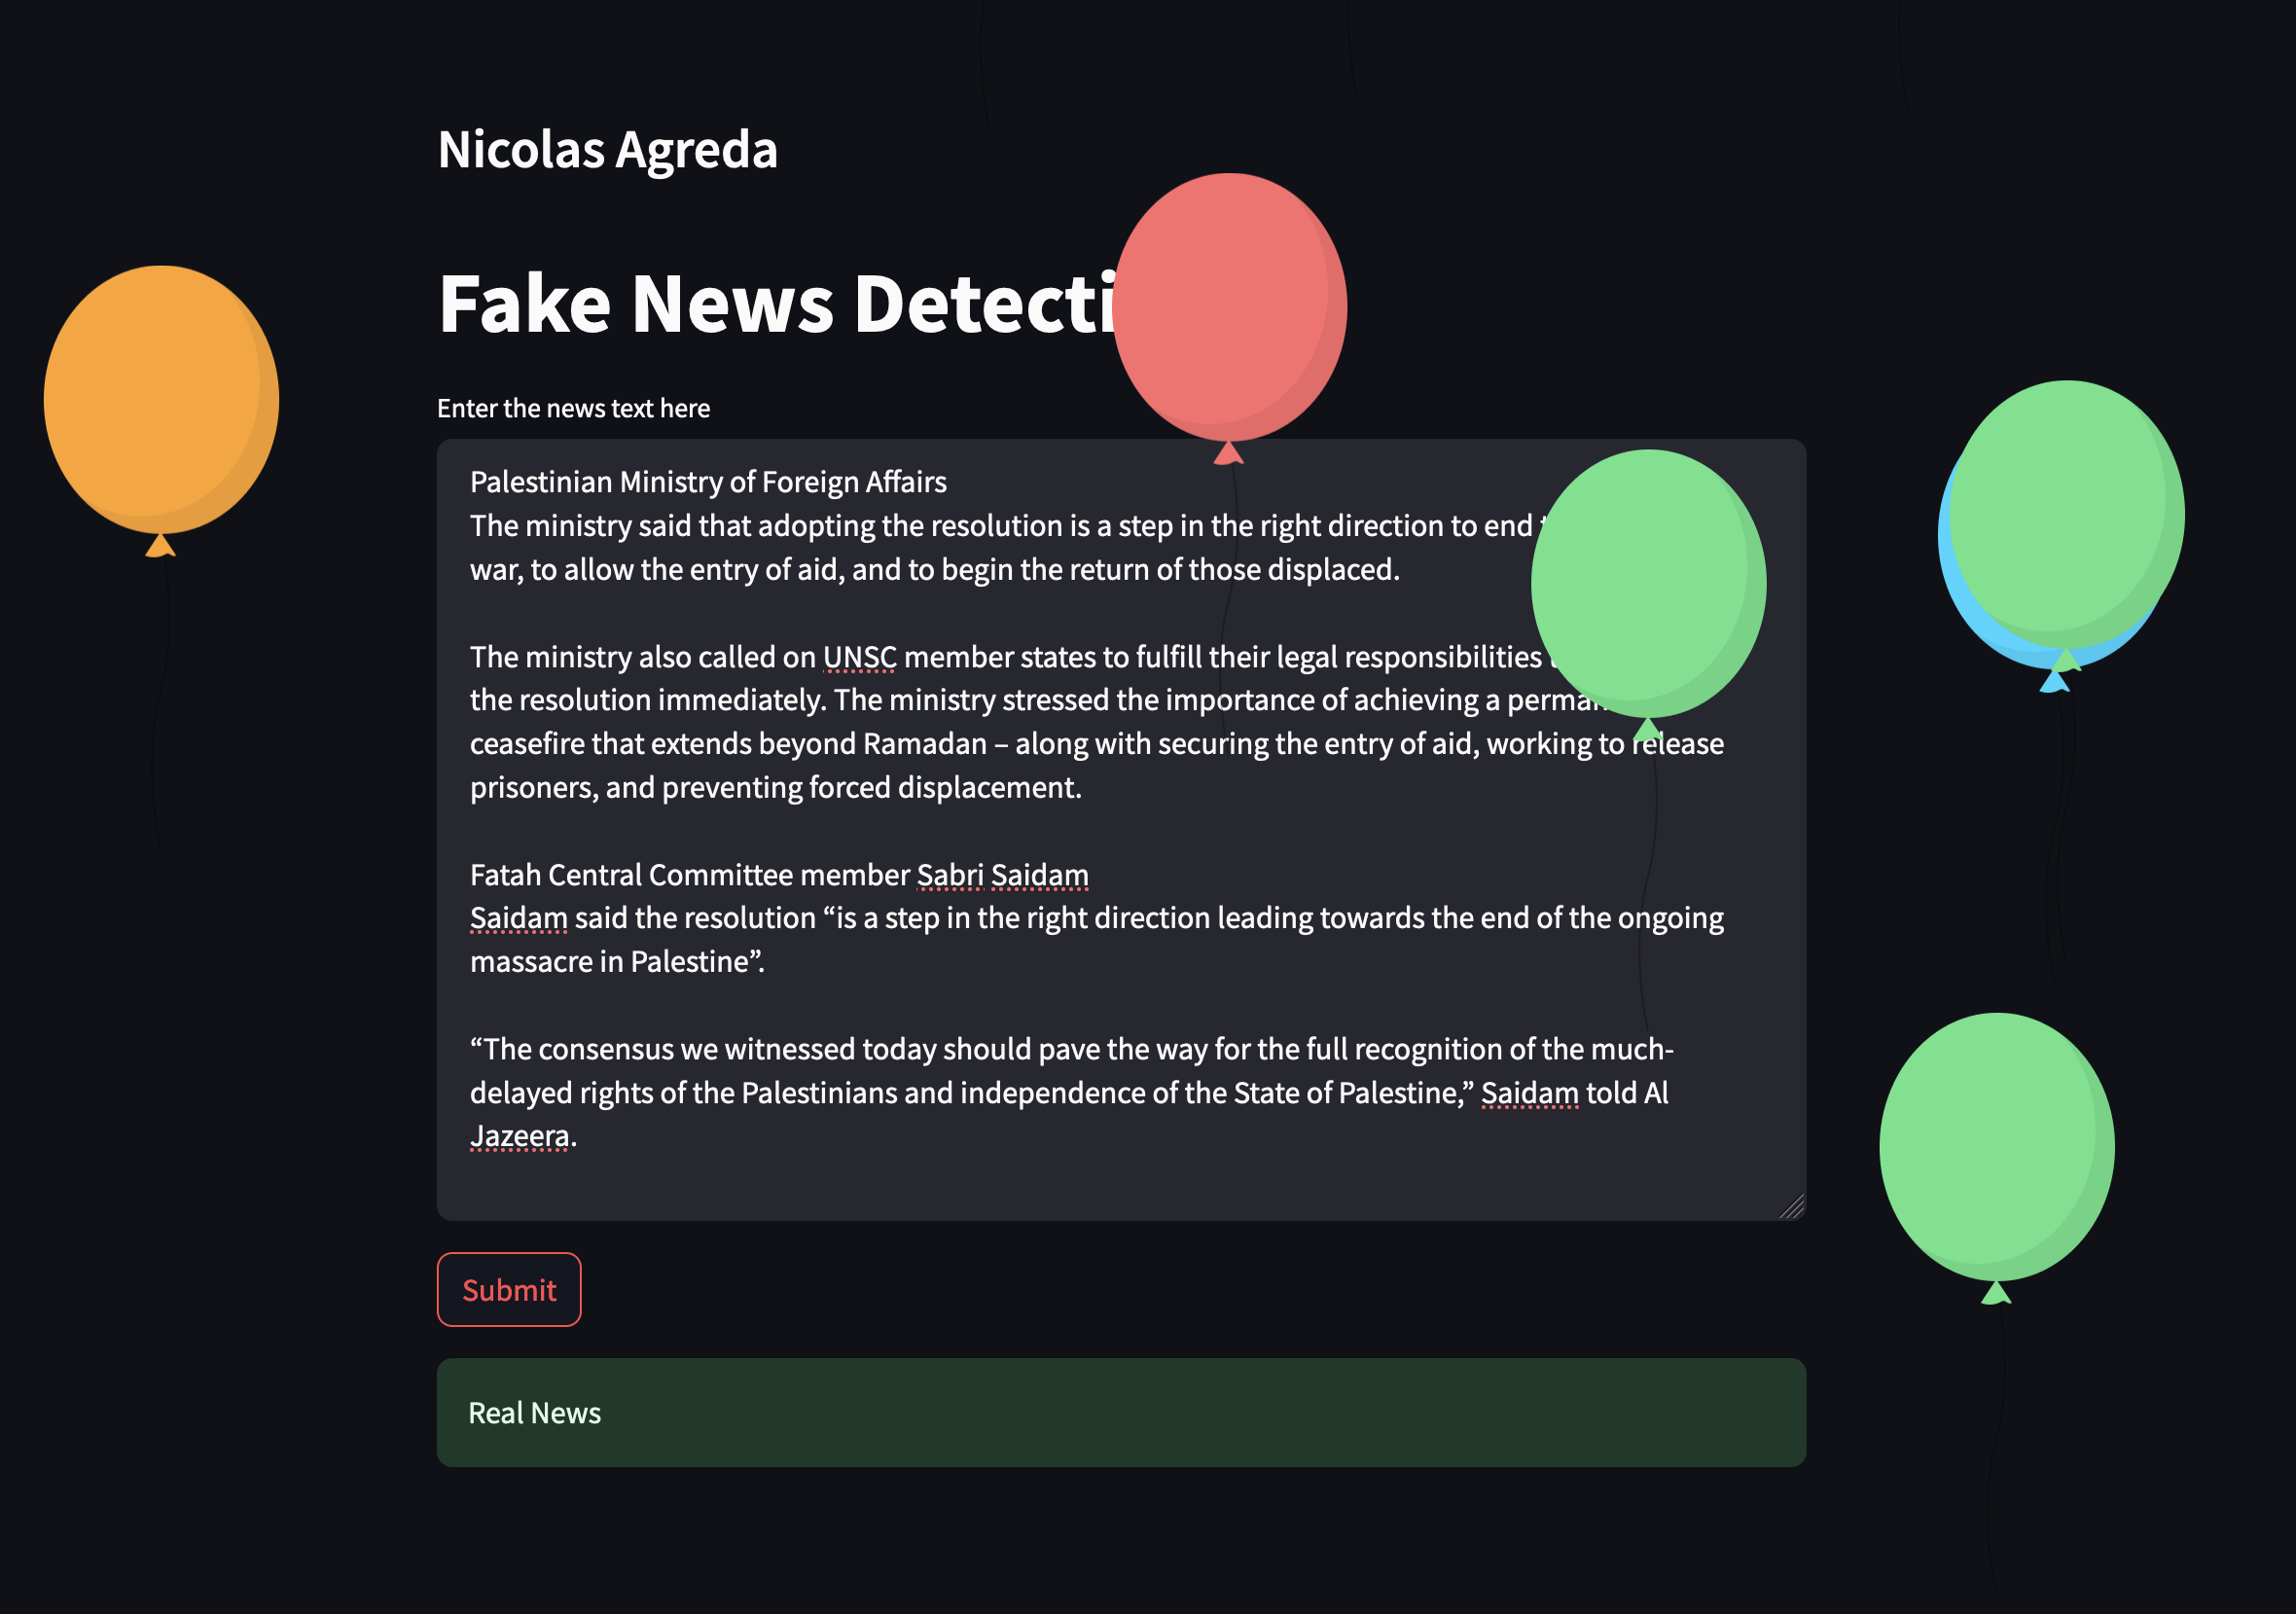 Nicolas Agreda
Fake News
Enter the news text here
Palestinian Ministry of Foreign Affairs
The ministry said that adopting the resolution is a step in the right direction to end
war, to allow the entry of aid, and to begin the return of those displaced.
The ministry also called on UNSC member states to fulfill their legal responsibilities
the resolution immediately. The ministry stressed the importance of achieving a
ceasefire that extends beyond Ramadan – along with securing the entry of aid, working to release
prisoners, and preventing forced displacement.
Fatah Central Committee member Sabri Saidam
Saidam said the resolution “is a step in the right direction leading towards the end of the ongoing
massacre in Palestine”.
“The consensus we witnessed today should pave the way for the full recognition of the much-
delayed rights of the Palestinians and independence of the State of Palestine,” Saidam told Al
Jazeera.
Submit
Real News